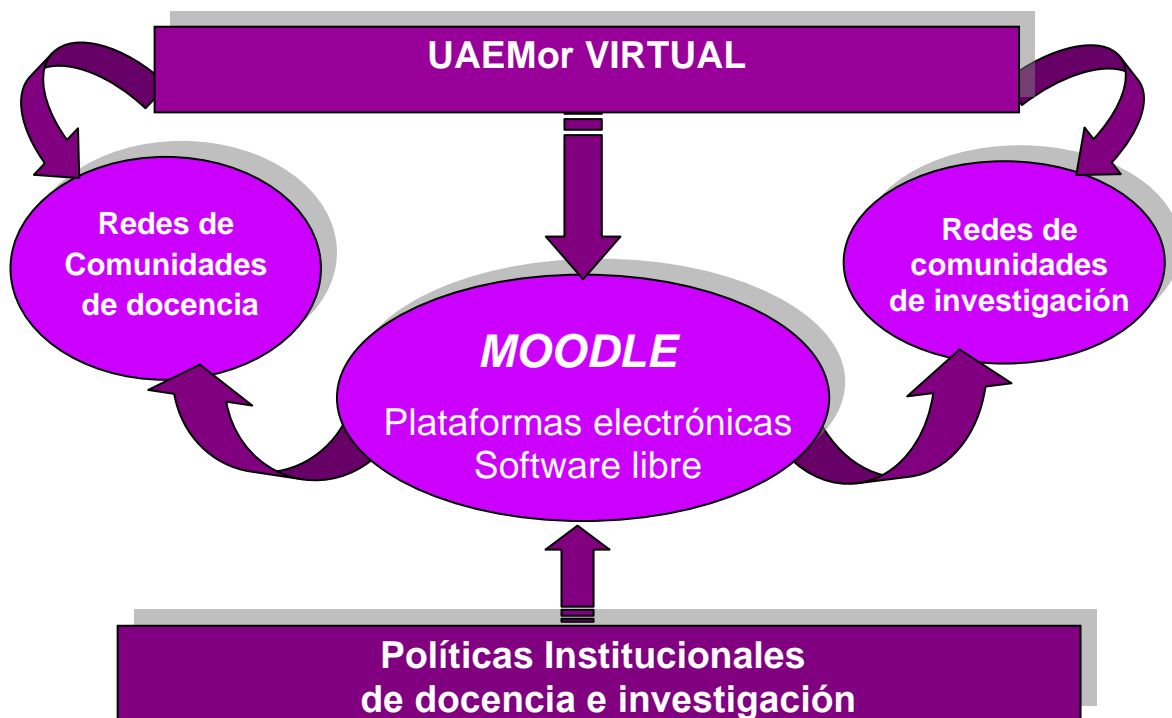 UAEMor VIRTUAL
Redes de
Comunidades
de docencia
Redes de
comunidades
de investigación
MOODLE
Plataformas electrónicas
Software libre
Políticas Institucionales
de docencia e investigación